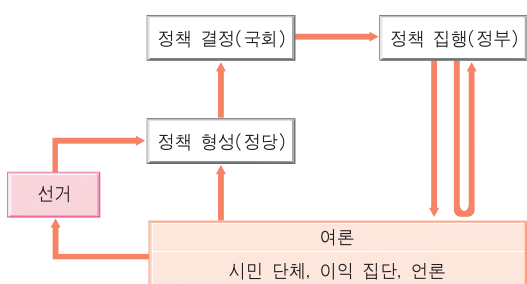 정책 결정(국회)
정책 집행(정부)
정책 형성(정당)
선거
여론
시민 단체, 이익 집단, 언론